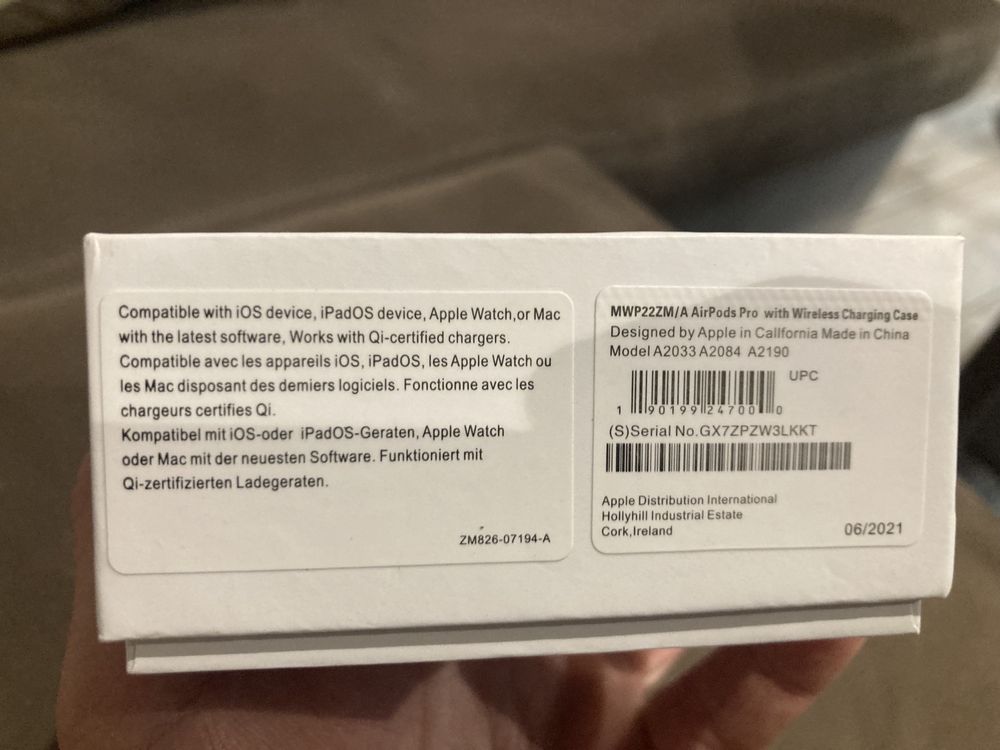 Compatible with iOS device, iPadOS device, Apple Watch,or Mac
with the latest software, Works with Qi-certified chargers.
Compatible avec les appareils iOS, iPadOS, les Apple Watch ou
les Mac disposant des demiers logiciels. Fonctionne avec les
chargeurs certifies Qi.
Kompatibel mit iOS-oder iPadOS-Geraten, Apple Watch
oder Mac mit der neuesten Software. Funktioniert mit
Qi-zertifizierten Ladegeraten.
ZM826-07194-A
MWP22ZM/A AirPods Pro with Wireless Charging Case
Designed by Apple in Callfornia Made in China
Model A2033 A2084 A2190
UPC
1 90199 24700 0
(S)Serial No.GX7ZPZW3LKKT
Apple Distribution International
Hollyhill Industrial Estate
Cork,Ireland
06/2021